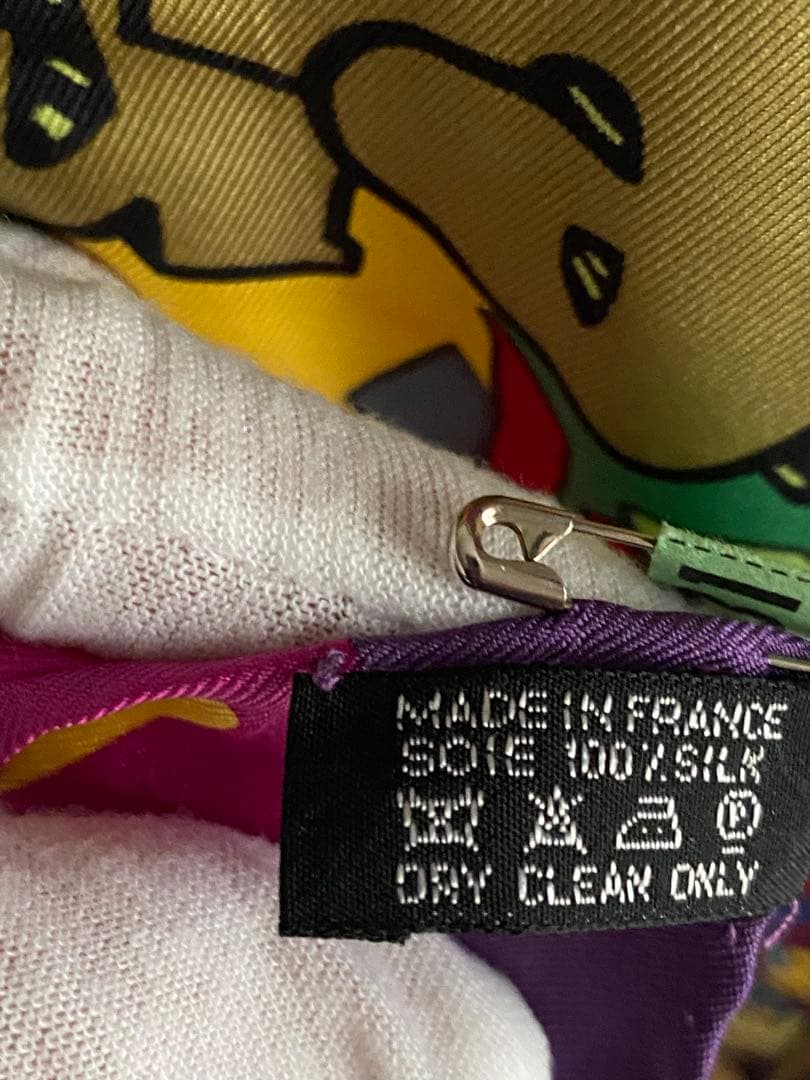 MADE IN FRANCE
SOIE 100% SILK
P
DRY CLEAN ONLY